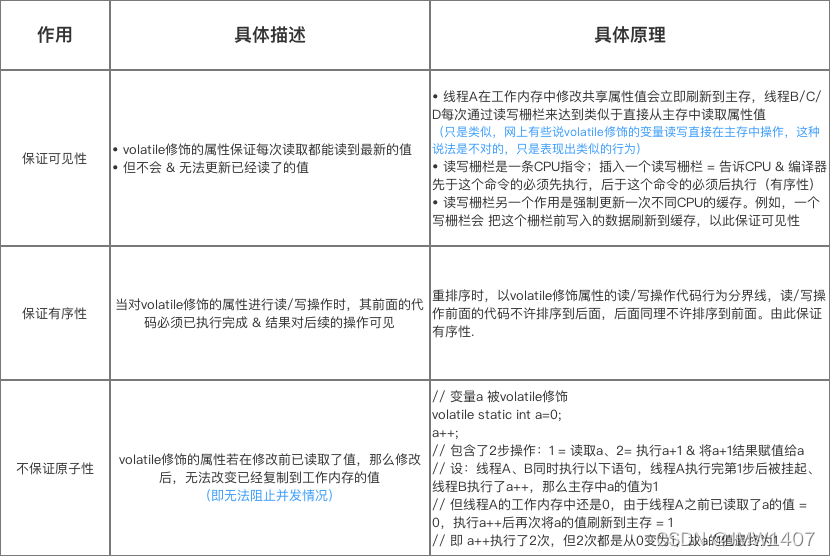 作用
具体描述
具体原理
保证可见性
• volatile修饰的属性保证每次读取都能读到最新的值
• 但不会 & 无法更新已经读了的值
• 线程A在工作内存中修改共享属性值会立即刷新到主存，线程B/C/
D每次通过读写栅栏来达到类似于直接从主存中读取属性值
（只是类似，网上有些说volatile修饰的变量读写直接在主存中操作，这种
说法是不对的，只是表现出类似的行为）
• 读写栅栏是一条CPU指令；插入一个读写栅栏 = 告诉CPU & 编译器
先于这个命令的必须先执行，后于这个命令的必须后执行（有序性）
• 读写栅栏另一个作用是强制更新一次不同CPU的缓存。例如，一个
写栅栏会 把这个栅栏前写入的数据刷新到缓存，以此保证可见性
保证有序性
当对volatile修饰的属性进行读/写操作时，其前面的代
码必须已执行完成 & 结果对后续的操作可见
重排序时，以volatile修饰属性的读/写操作代码行为分界线，读/写操
作前面的代码不许排序到后面，后面同理不许排序到前面。由此保证
有序性.
不保证原子性
volatile修饰的属性若在修改前已读取了值，那么修改
后，无法改变已经复制到工作内存的值
（即无法阻止并发情况）
// 变量a 被volatile修饰
volatile static int a=0;
a++;
// 包含了2步操作：1 = 读取a、2= 执行a+1 & 将a+1结果赋值给a
// 设：线程A、B同时执行以下语句，线程A执行完第1步后被挂起、
线程B执行了a++，那么主存中a的值为1
// 但线程A的工作内存中还是0，由于线程A之前已读取了a的值 =
0，执行a++后再次将a的值刷新到主存 = 1
// 即 a++执行了2次，但2次都是从0变为1，故a的值最终为1